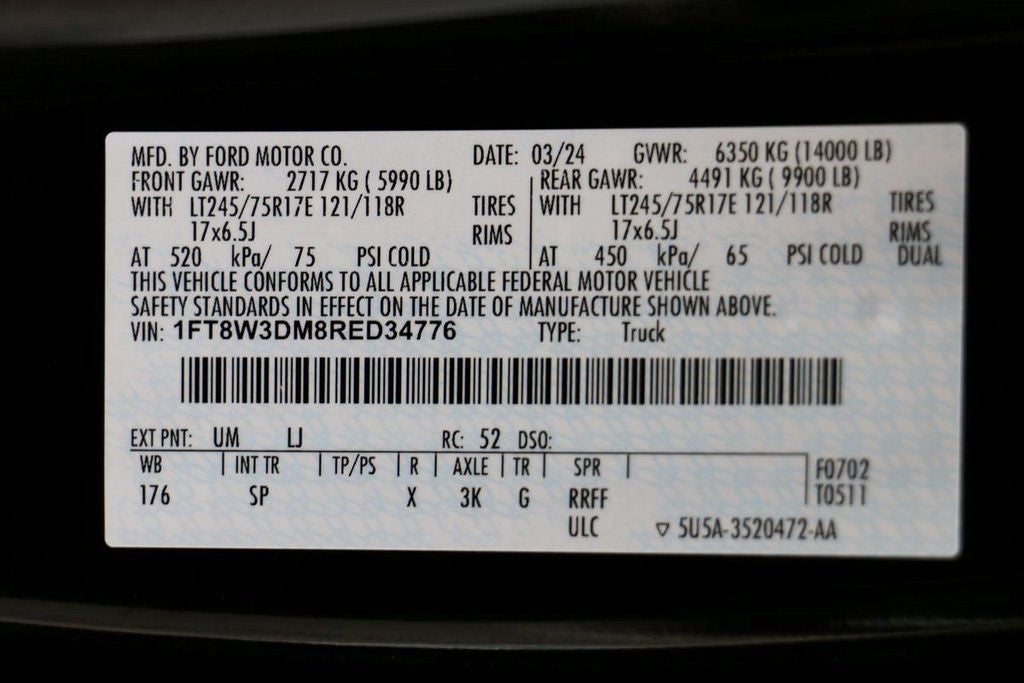 MFD. BY FORD MOTOR CO. DATE: 03/24 GVWR: 6350 KG (14000 LB)
FRONT GAWR: 2717 KG ( 5990 LB) REAR GAWR: 4491 KG ( 9900 LB)
WITH LT245/75R17E 121/118R TIRES WITH LT245/75R17E 121/118R TIRES
17x6.5J RIMS 17x6.5J RIMS
AT 520 kPa/ 75 PSI COLD AT 450 kPa/ 65 PSI COLD DUAL
THIS VEHICLE CONFORMS TO ALL APPLICABLE FEDERAL MOTOR VEHICLE
SAFETY STANDARDS IN EFFECT ON THE DATE OF MANUFACTURE SHOWN ABOVE.
VIN: 1FT8W3DM8RED34776 TYPE: Truck
EXT PNT: UM LJ RC: 52 DSO:
WB INT TR TP/PS R AXLE TR SPR F0702
176 SP X 3K G RRFF T0511
ULC ▽ 5U5A-3520472-AA